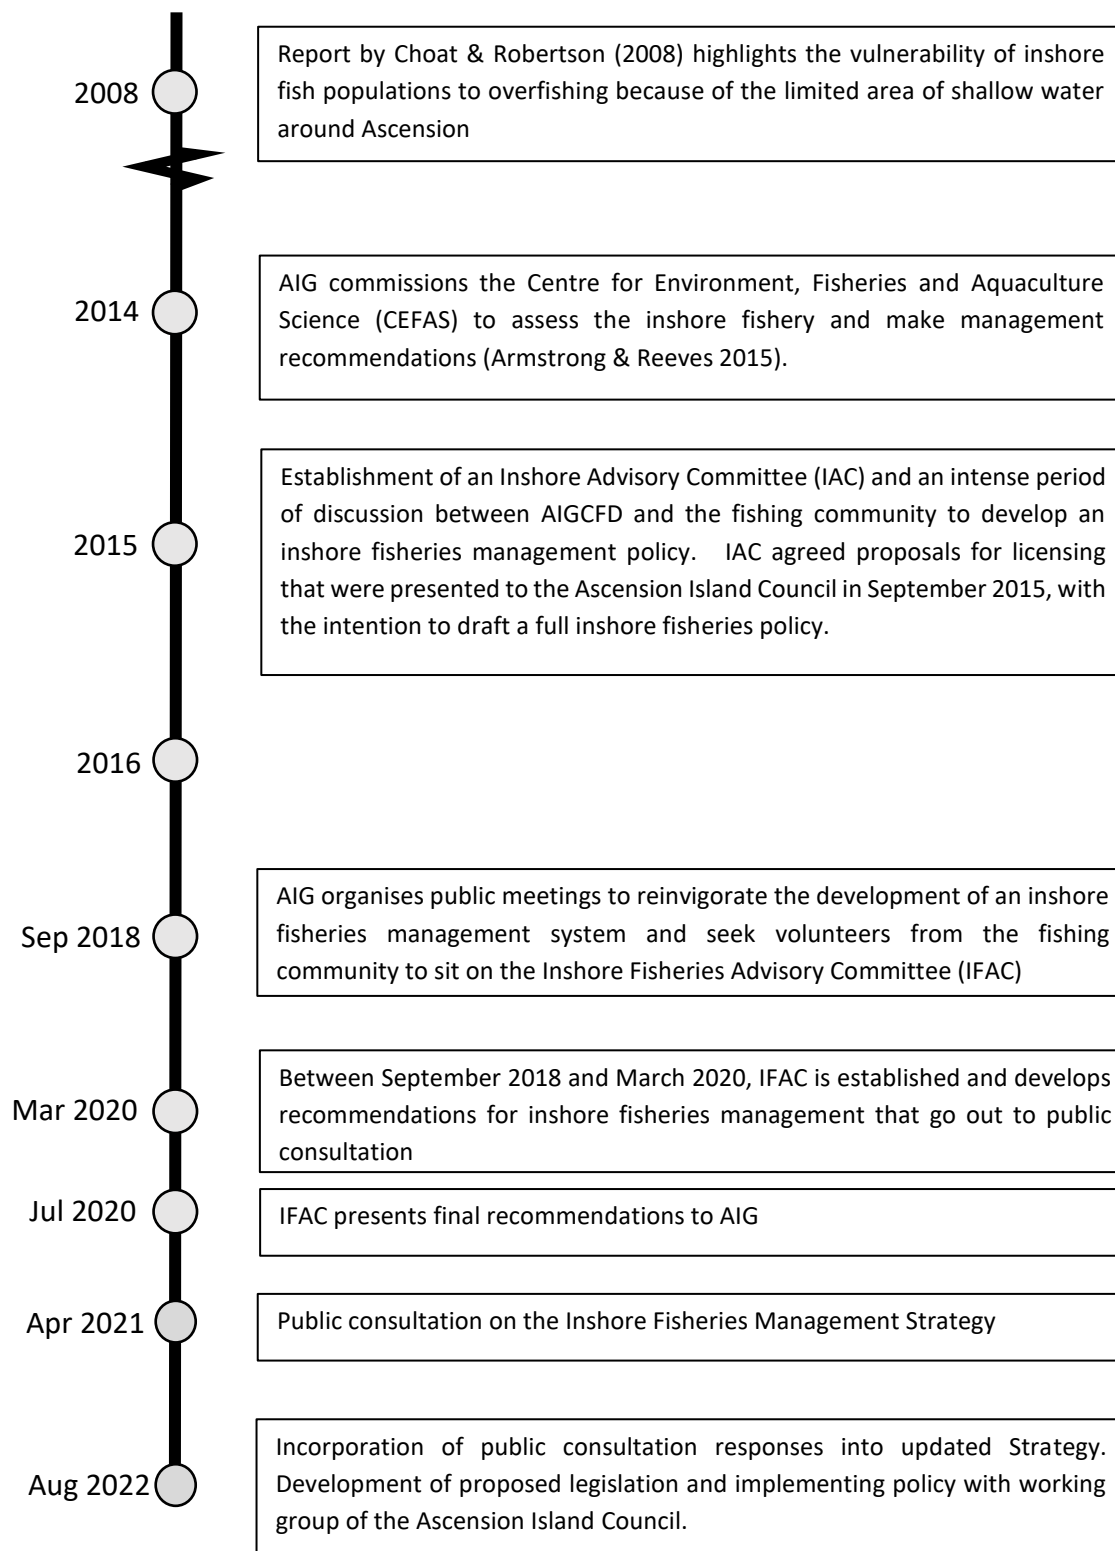 2008
Report by Choat & Robertson (2008) highlights the vulnerability of inshore
fish populations to overfishing because of the limited area of shallow water
around Ascension
2014
AIG commissions the Centre for Environment, Fisheries and Aquaculture
Science (CEFAS) to assess the inshore fishery and make management
recommendations (Armstrong & Reeves 2015).
2015
Establishment of an Inshore Advisory Committee (IAC) and an intense period
of discussion between AIGCFD and the fishing community to develop an
inshore fisheries management policy. IAC agreed proposals for licensing
that were presented to the Ascension Island Council in September 2015, with
the intention to draft a full inshore fisheries policy.
2016
Sep 2018
AIG organises public meetings to reinvigorate the development of an inshore
fisheries management system and seek volunteers from the fishing
community to sit on the Inshore Fisheries Advisory Committee (IFAC)
Mar 2020
Between September 2018 and March 2020, IFAC is established and develops
recommendations for inshore fisheries management that go out to public
consultation
Jul 2020
IFAC presents final recommendations to AIG
Apr 2021
Public consultation on the Inshore Fisheries Management Strategy
Aug 2022
Incorporation of public consultation responses into updated Strategy.
Development of proposed legislation and implementing policy with working
group of the Ascension Island Council.